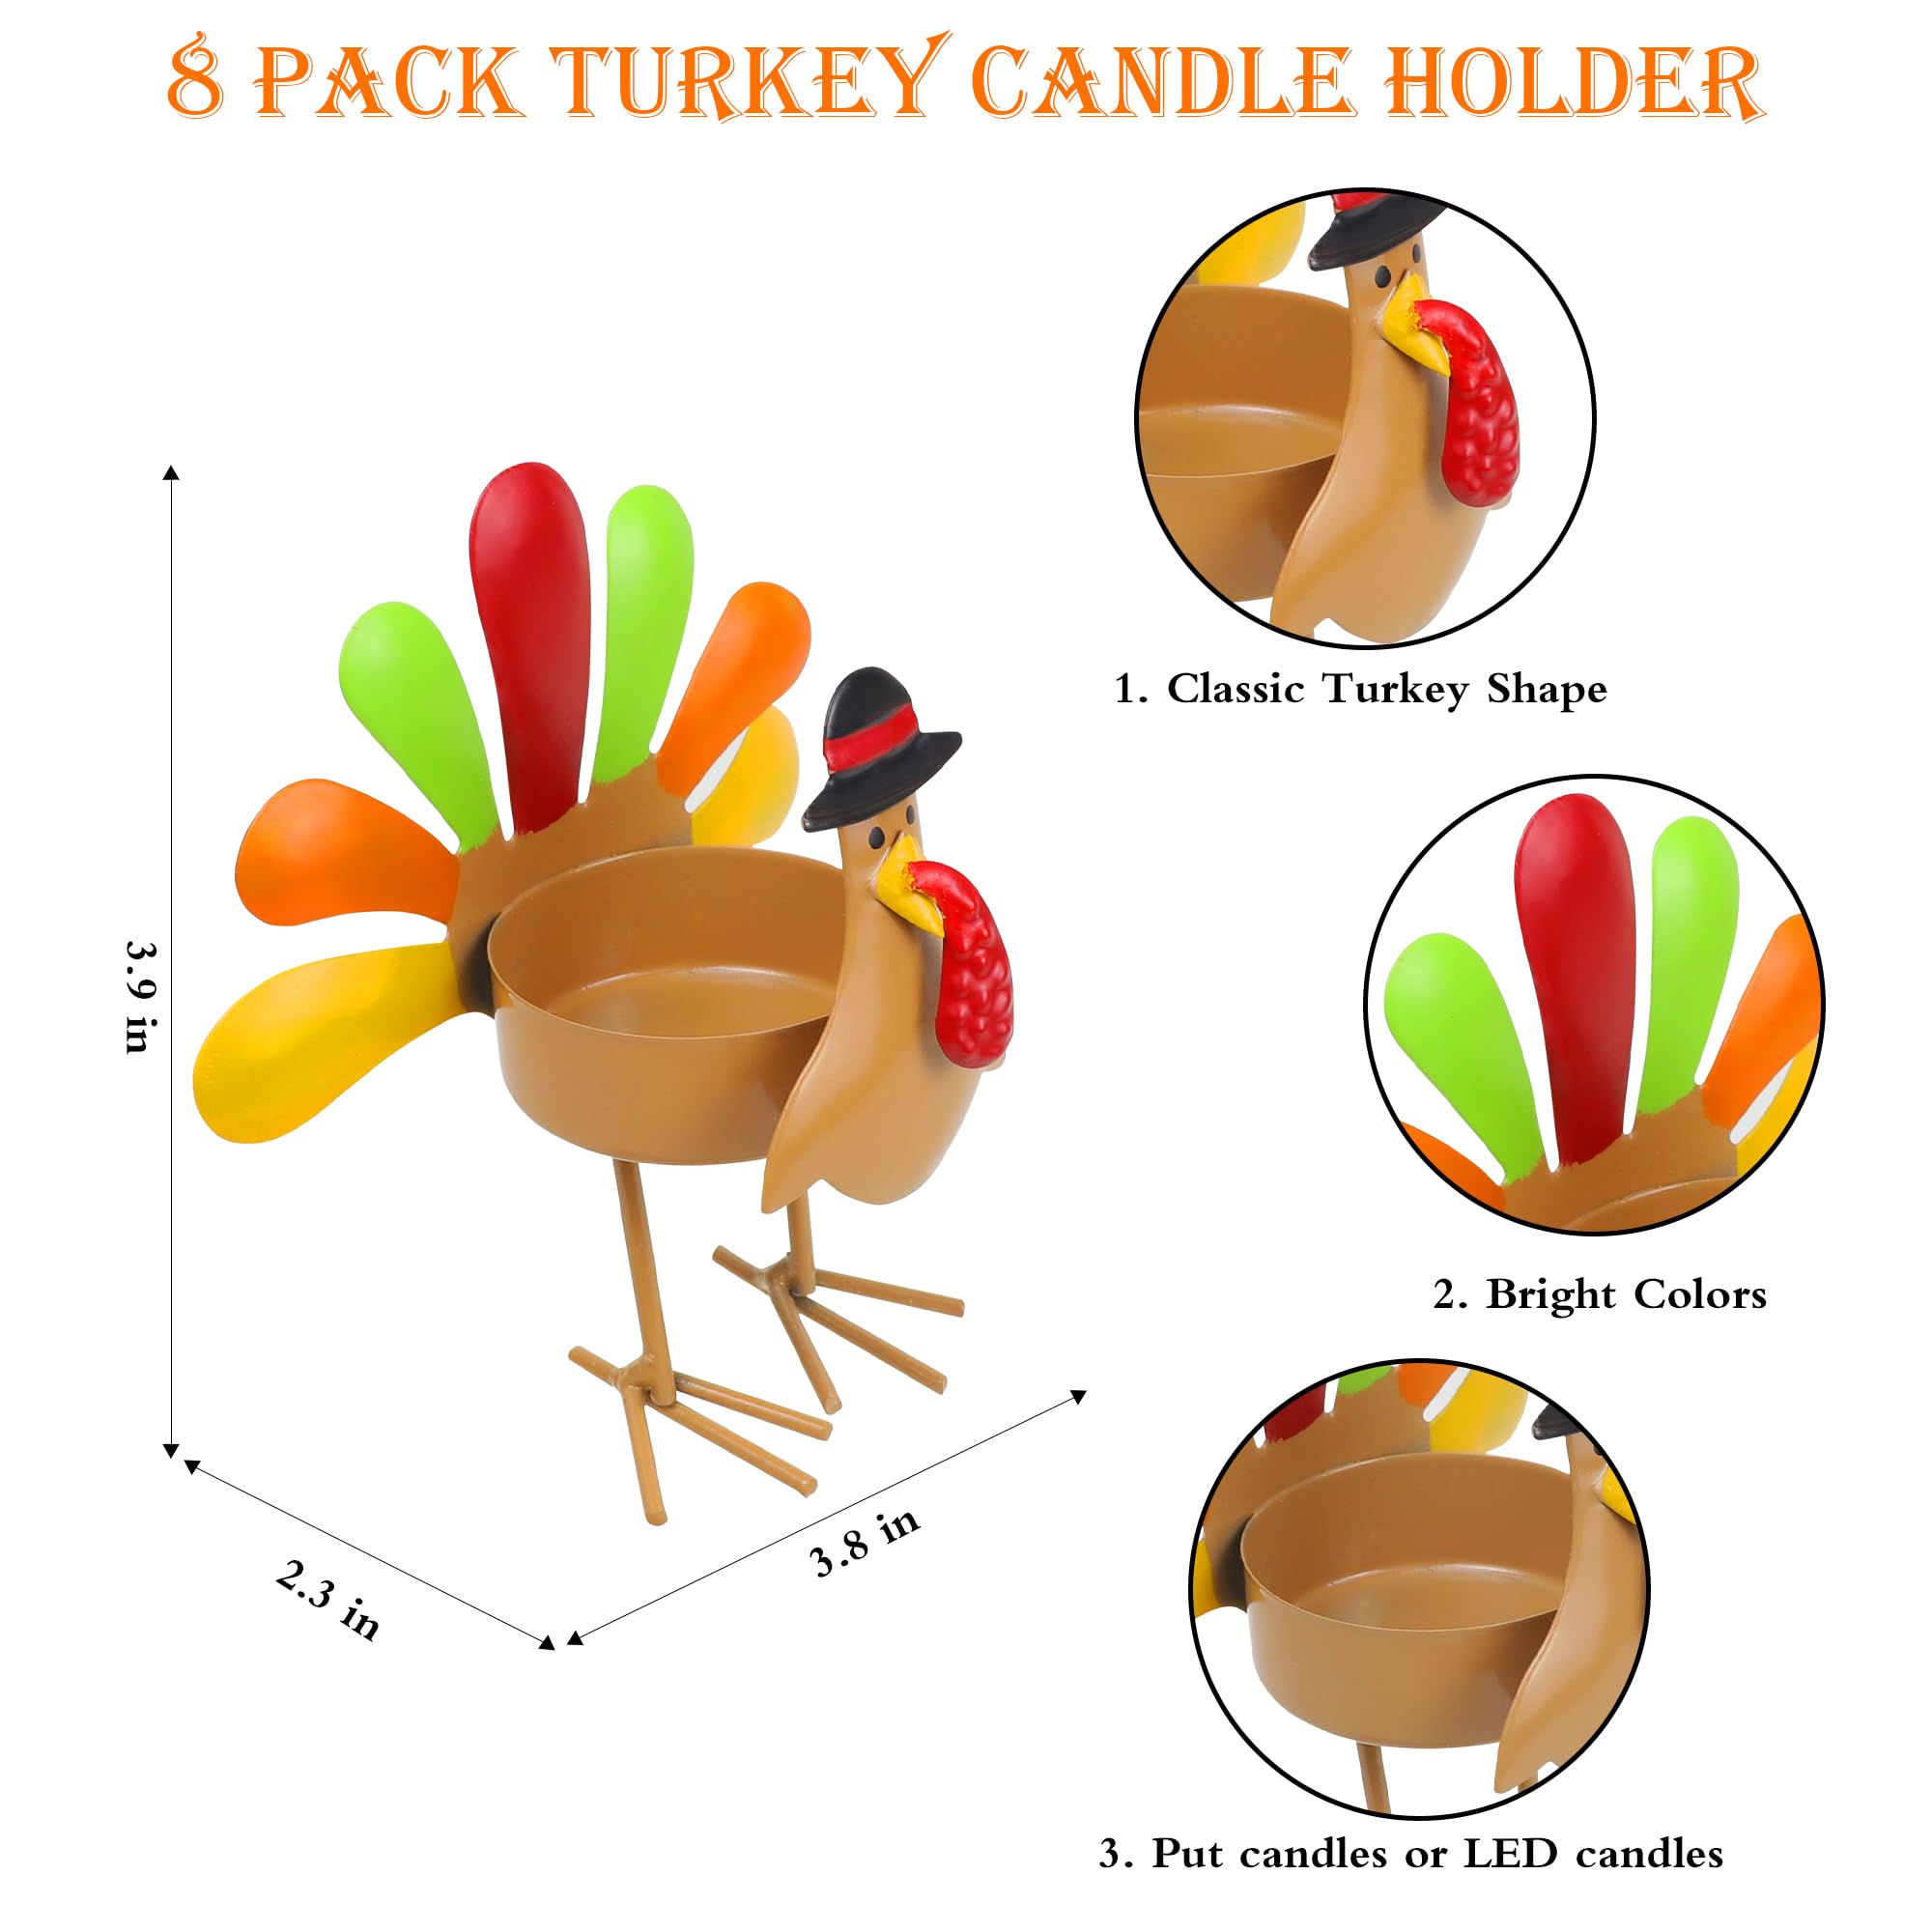 8 PACK TURKEY CANDLE HOLDER
1. Classic Turkey Shape
3.9 in
2. Bright Colors
2.3 in
3.8 in
3. Put candles or LED candles